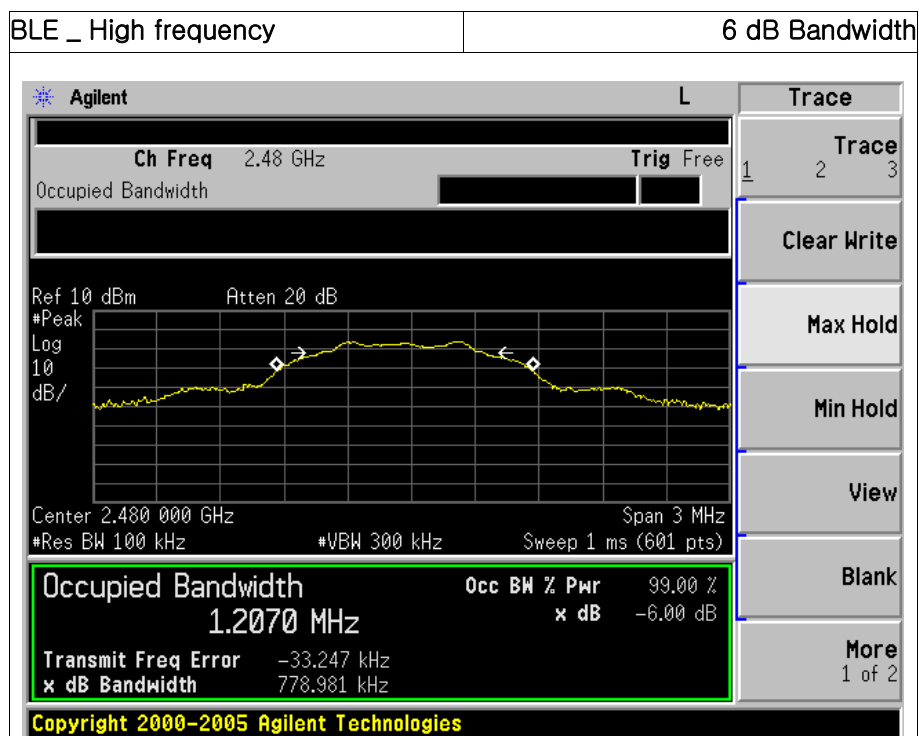 BLE _ High frequency 6 dB Bandwidth
Agilent L Trace
Ch Freq 2.48 GHz Trig Free
Occupied Bandwidth
Trace
1 2 3
Clear Write
Max Hold
Min Hold
View
Blank
More
1 of 2
Ref 10 dBm Atten 20 dB
#Peak
Log
10
dB/
Center 2.480 000 GHz Span 3 MHz
#Res BW 100 kHz #VBW 300 kHz Sweep 1 ms (601 pts)
Occupied Bandwidth Occ BW % Pwr 99.00 %
1.2070 MHz x dB -6.00 dB
Transmit Freq Error -33.247 kHz
x dB Bandwidth 778.981 kHz
Copyright 2000-2005 Agilent Technologies